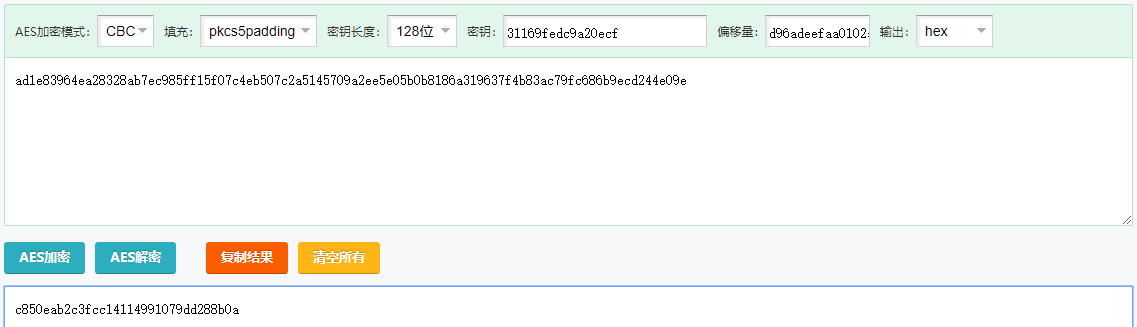 AES加密模式： CBC 填充： pkcs5padding 密钥长度： 128位 密钥： 31169fedc9a20ecf 偏移量： d96adeefaa0102 输出： hex
ad1e83964ea28328ab7ec985ff15f07c4eb507c2a5145709a2ee5e05b0b8186a319637f4b83ac79fc686b9ecd244e09e
AES加密 AES解密 复制结果 清空所有
c850eab2c3fcc14114991079dd288b0a